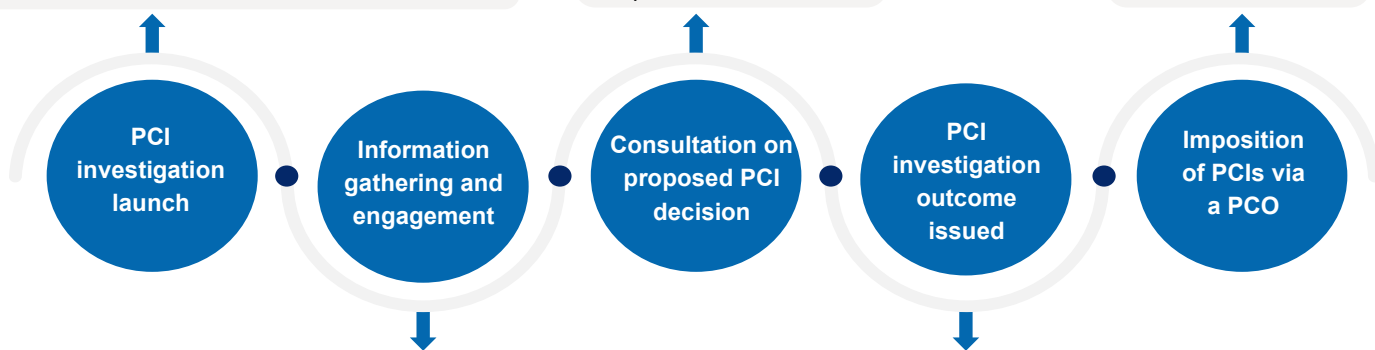 PCI
investigation
launch
Information
gathering and
engagement
Consultation on
proposed PCI
decision
PCI
investigation
outcome
issued
Imposition
of PCIs via
a PCO